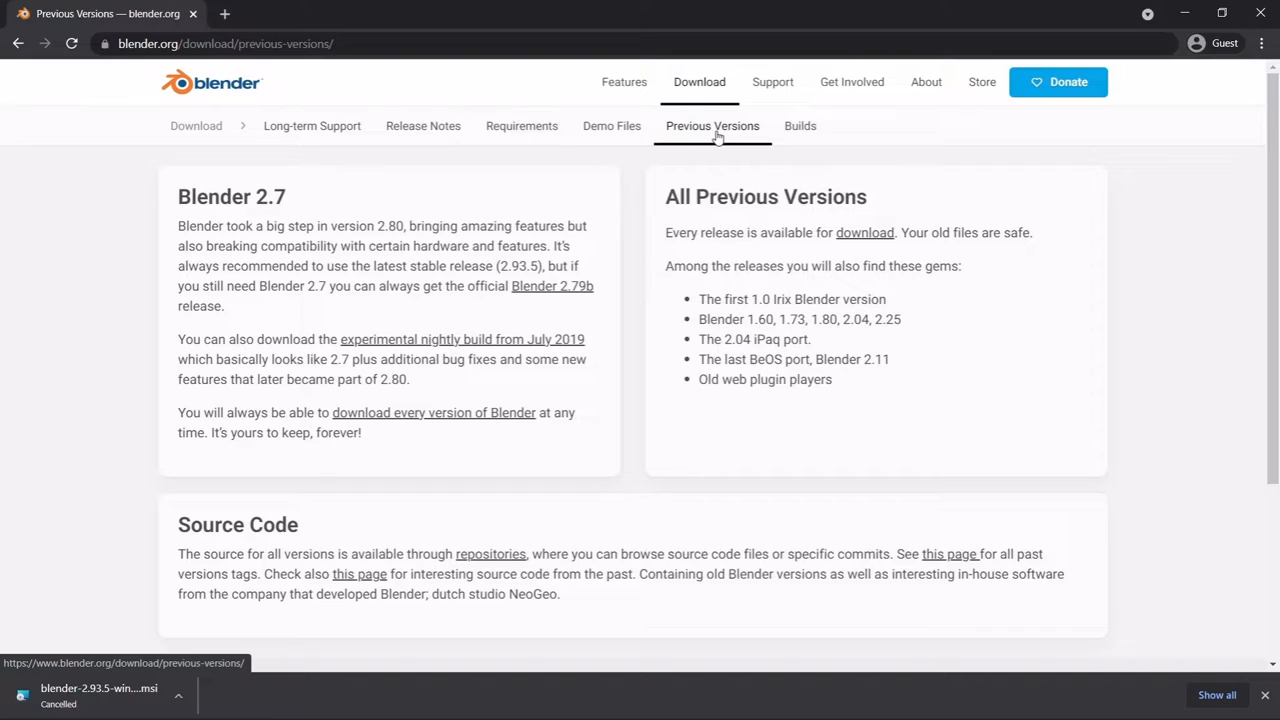 Previous Versions — blender.org
blender.org/download/previous-versions/
Guest
blender
Features
Download
Support
Get Involved
About
Store
Donate
Download
Long-term Support
Release Notes
Requirements
Demo Files
Previous Versions
Builds
Blender 2.7
Blender took a big step in version 2.80, bringing amazing features but
also breaking compatibility with certain hardware and features. It's
always recommended to use the latest stable release (2.93.5), but if
you still need Blender 2.7 you can always get the official Blender 2.79b
release.
You can also download the experimental nightly build from July 2019
which basically looks like 2.7 plus additional bug fixes and some new
features that later became part of 2.80.
You will always be able to download every version of Blender at any
time. It's yours to keep, forever!
All Previous Versions
Every release is available for download. Your old files are safe.
Among the releases you will also find these gems:
• The first 1.0 Irix Blender version
• Blender 1.60, 1.73, 1.80, 2.04, 2.25
• The 2.04 iPaq port.
• The last BeOS port, Blender 2.11
• Old web plugin players
Source Code
The source for all versions is available through repositories, where you can browse source code files or specific commits. See this page for all past
versions tags. Check also this page for interesting source code from the past. Containing old Blender versions as well as interesting in-house software
from the company that developed Blender; dutch studio NeoGeo.
https://www.blender.org/download/previous-versions/
blender-2.93.5-win....msi
Cancelled
Show all